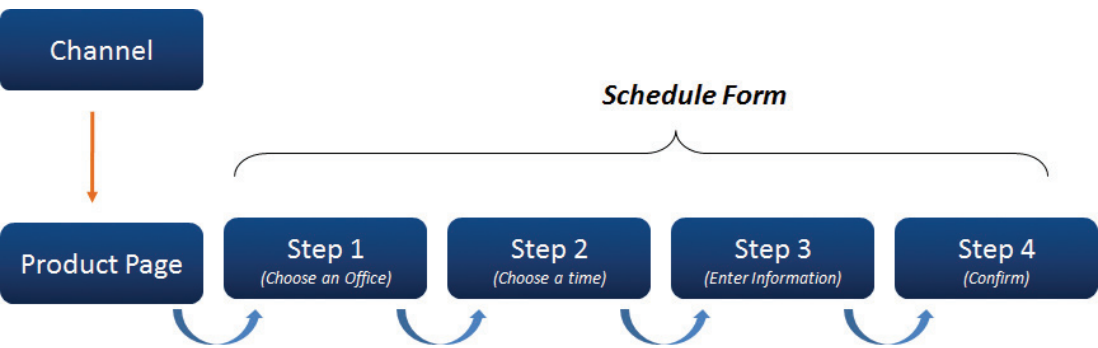 Channel
Schedule Form
Product Page
Step 1
(Choose an Office)
Step 2
(Choose a time)
Step 3
(Enter Information)
Step 4
(Confirm)